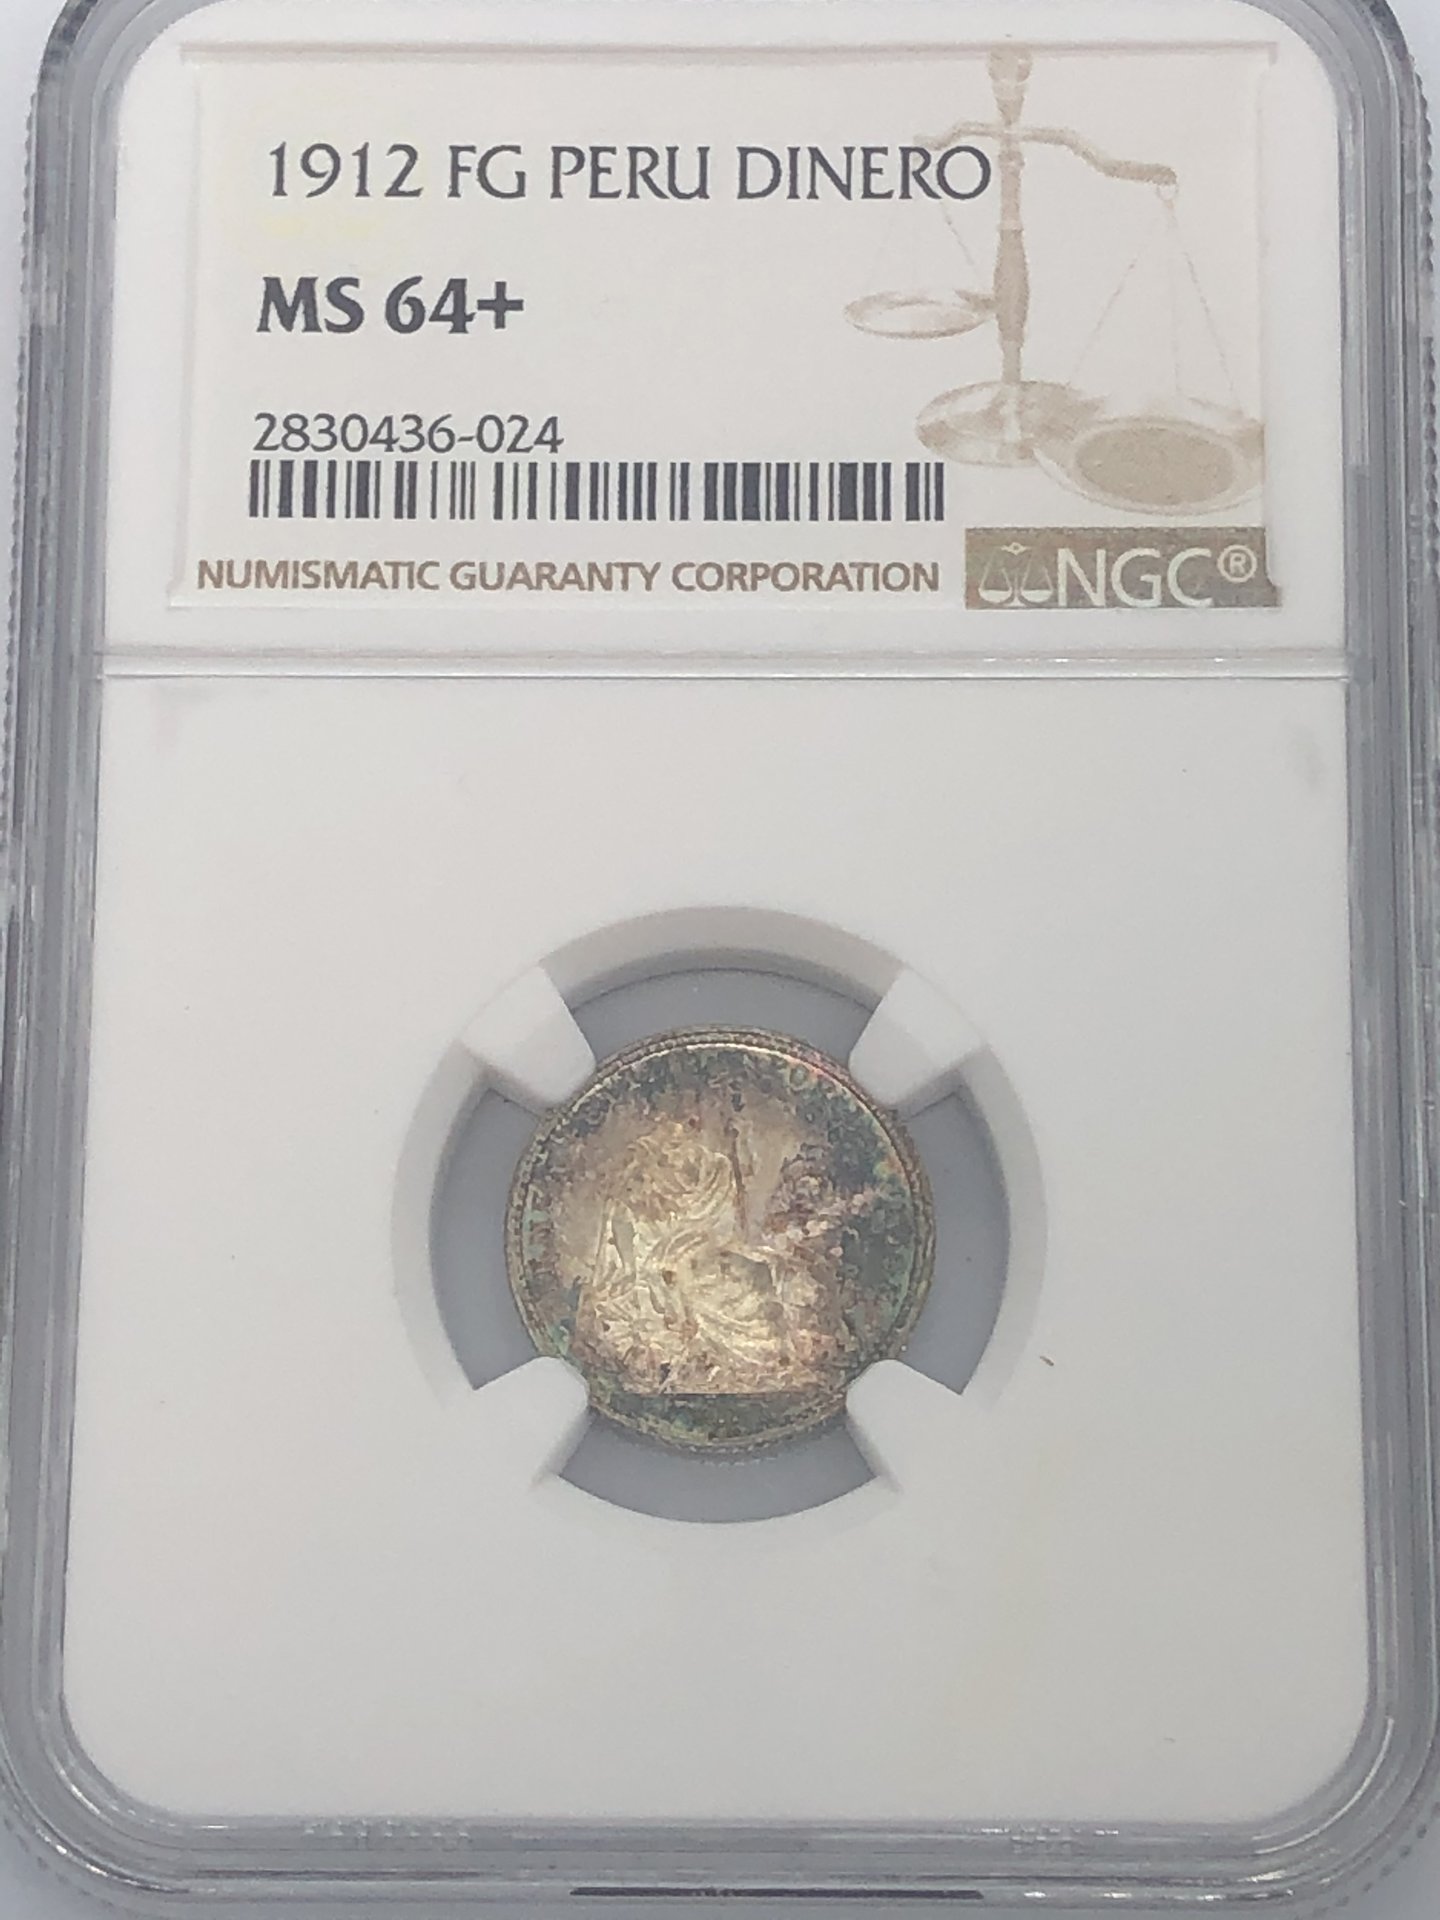 1912 FG PERU DINERO
MS 64+
2830436-024
NUMISMATIC GUARANTY CORPORATION
NGC®